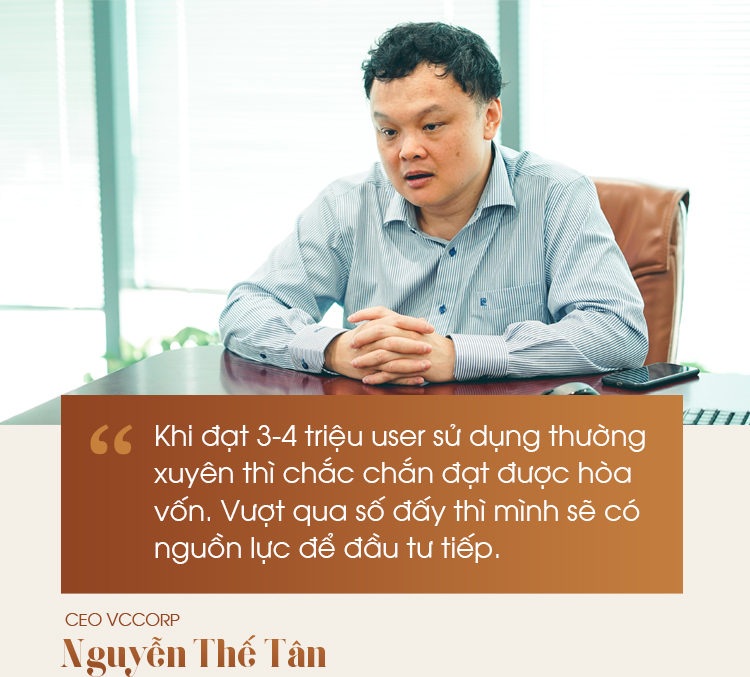 “
Khi đạt 3-4 triệu user sử dụng thường
xuyên thì chắc chắn đạt được hòa
vốn. Vượt qua số đấy thì mình sẽ có
nguồn lực để đầu tư tiếp.
CEO VCCORP
Nguyễn Thế Tân